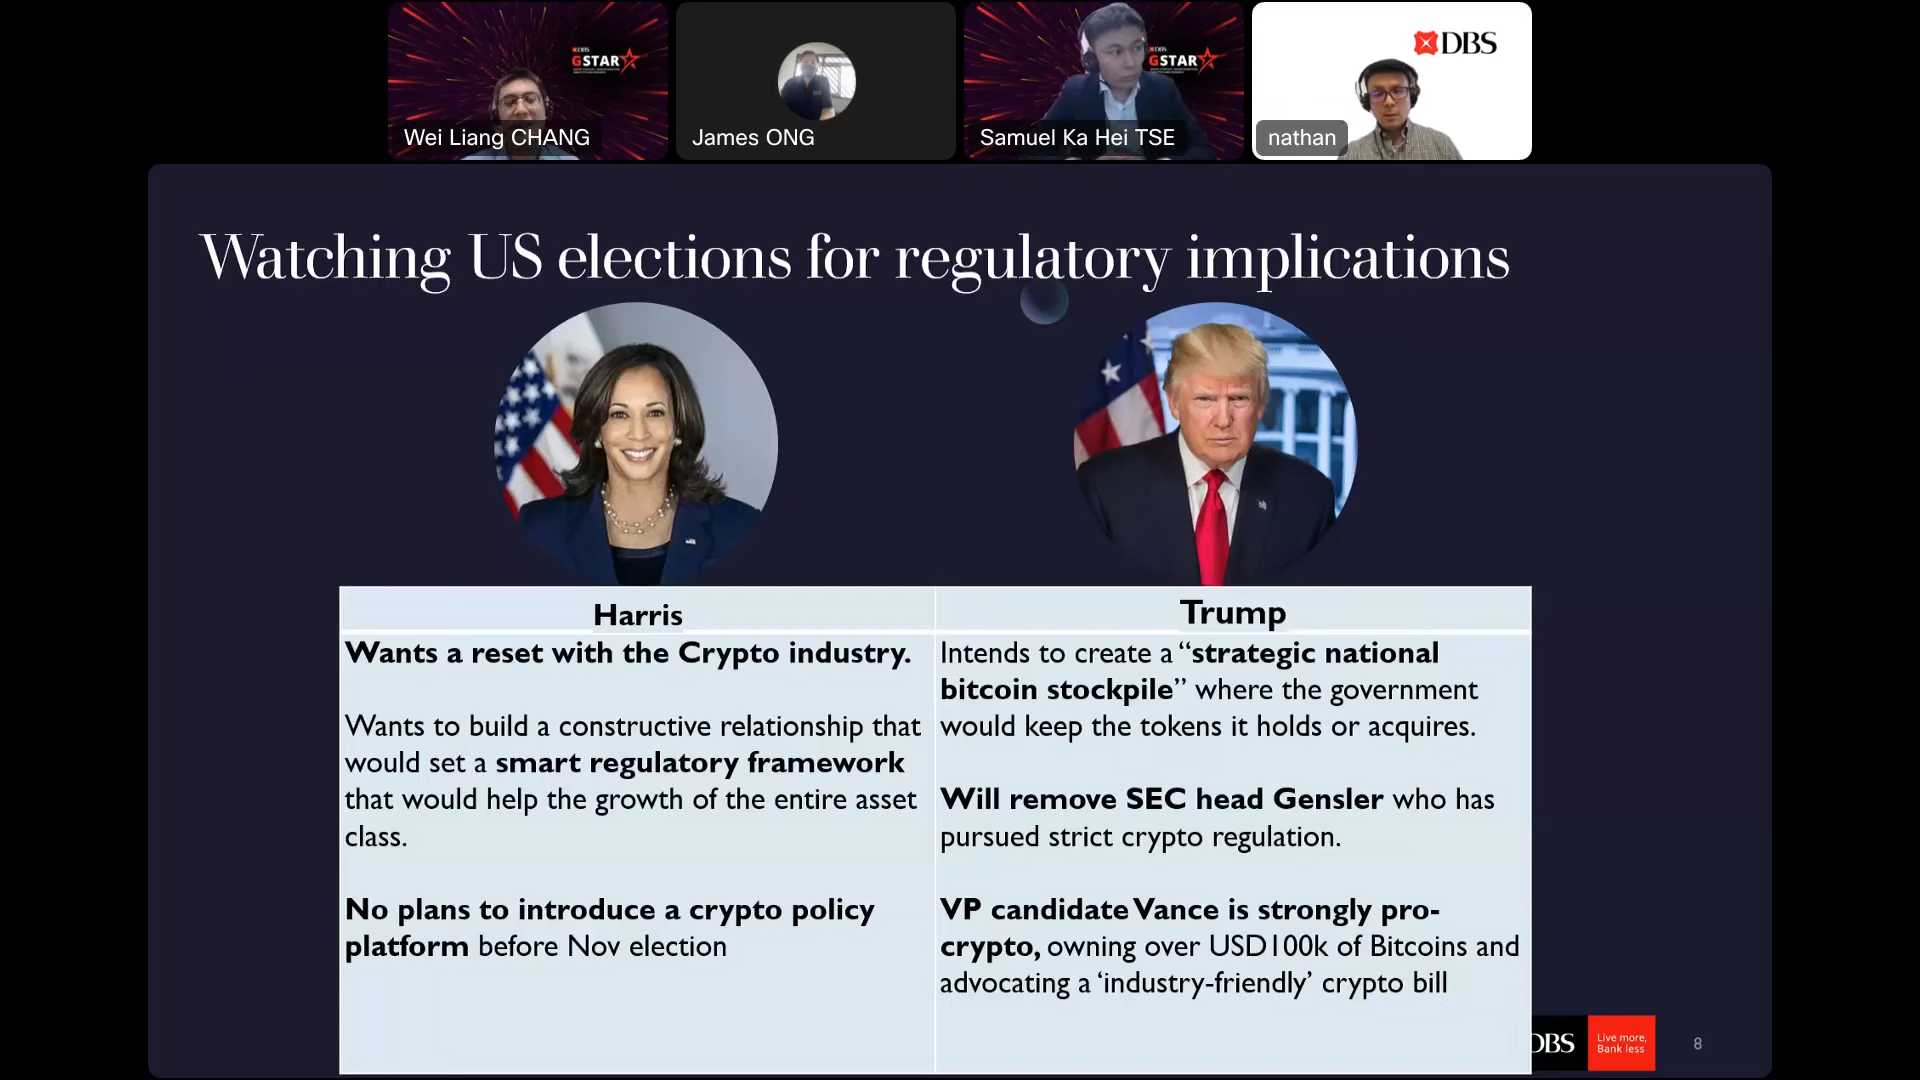 DBS
GSTAR
Wei Liang CHANG
James ONG
DBS
GSTAR
Samuel Ka Hei TSE
DBS
nathan
Watching US elections for regulatory implications
Harris
Wants a reset with the Crypto industry.
Wants to build a constructive relationship that
would set a smart regulatory framework
that would help the growth of the entire asset
class.
No plans to introduce a crypto policy
platform before Nov election
Trump
Intends to create a “strategic national
bitcoin stockpile” where the government
would keep the tokens it holds or acquires.
Will remove SEC head Gensler who has
pursued strict crypto regulation.
VP candidate Vance is strongly pro-
crypto, owning over USD100k of Bitcoins and
advocating a ‘industry-friendly’ crypto bill
DBS
Live more,
Bank less
8